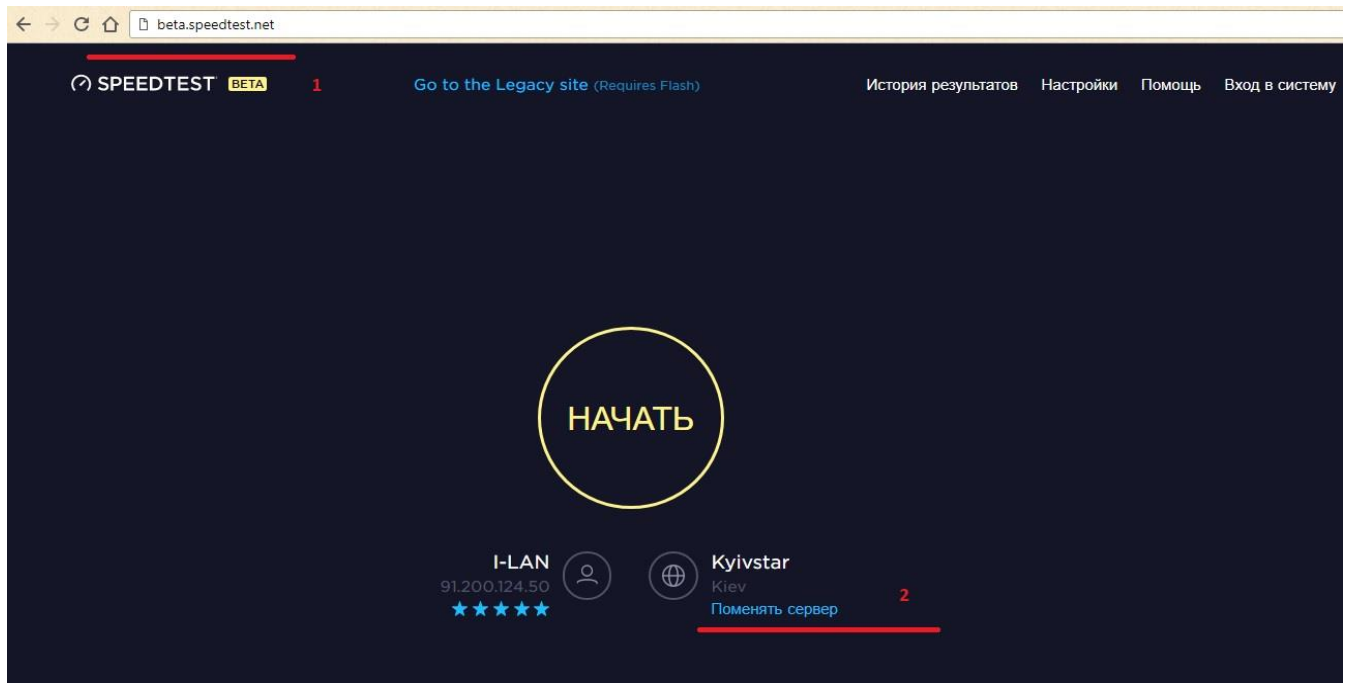 beta.speedtest.net
SPEEDTEST BETA 1 Go to the Legacy site (Requires Flash) История результатов Настройки Помощь Вход в систему
НАЧАТЬ
I-LAN Kyivstar
91.200.124.50 Kiev
Поменять сервер 2